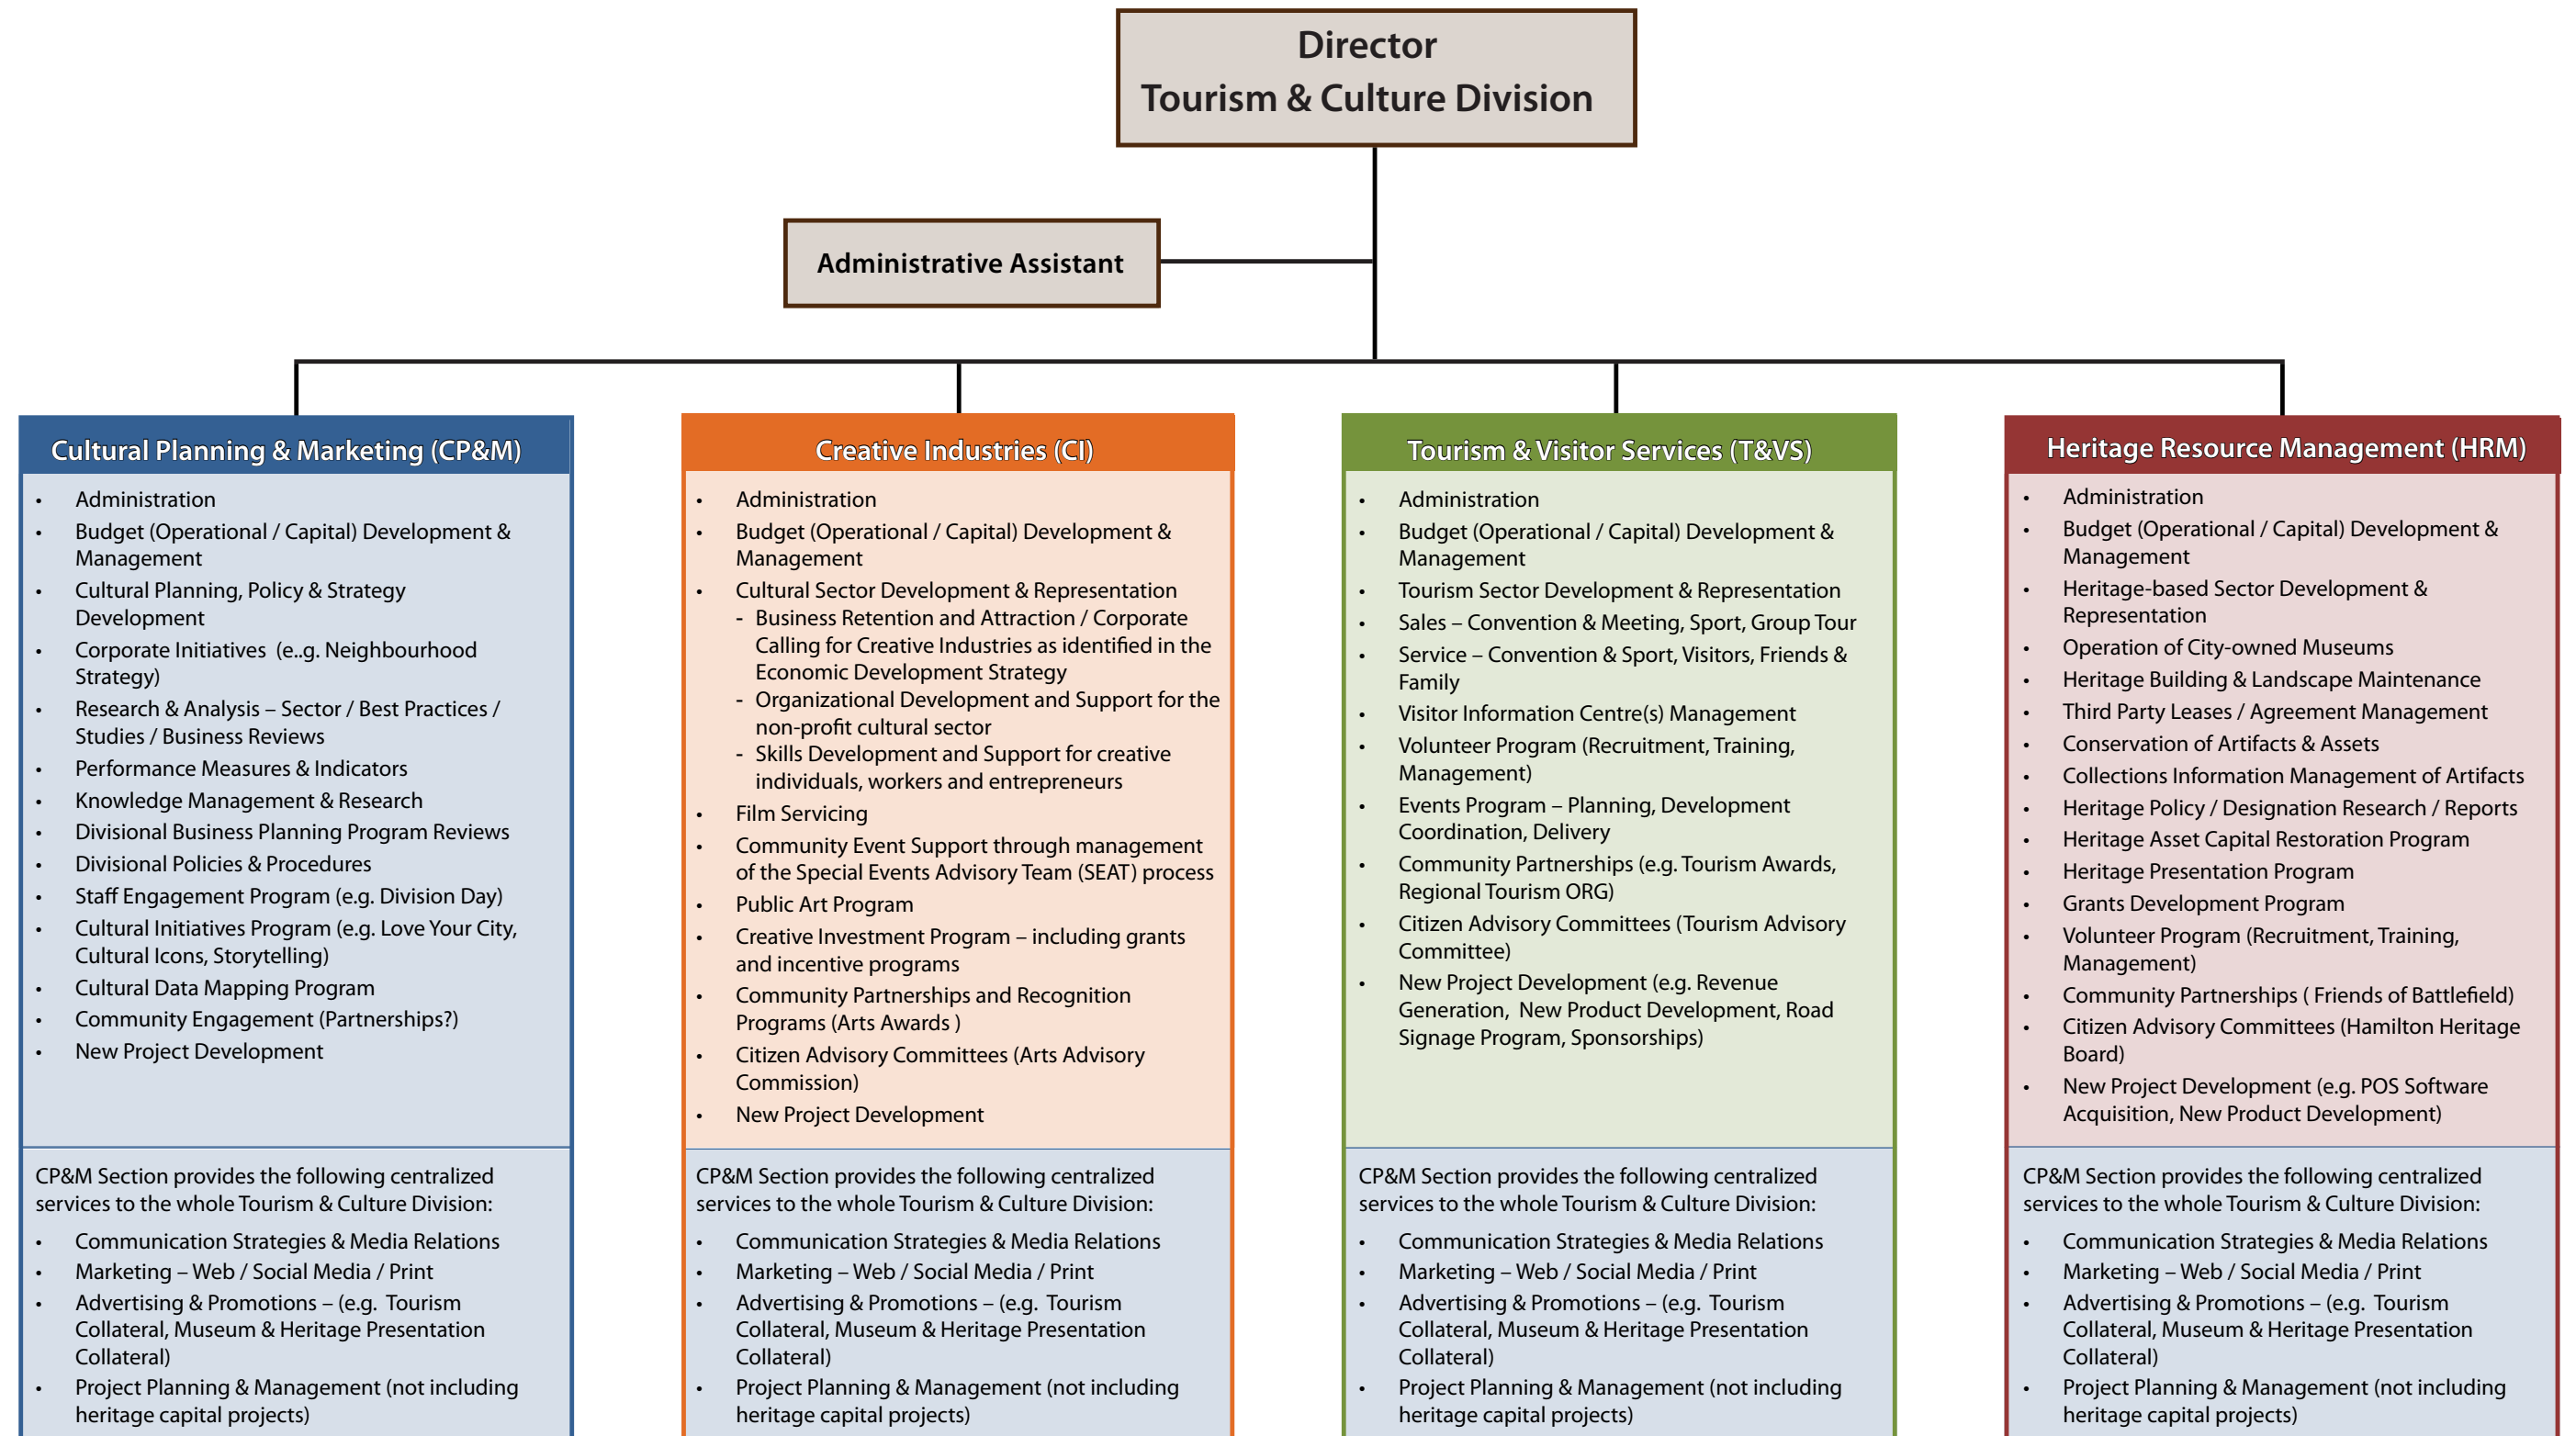 Director
Tourism & Culture Division
Administrative Assistant
Cultural Planning & Marketing (CP&M)
• Administration
• Budget (Operational / Capital) Development &
Management
• Cultural Planning, Policy & Strategy
Development
• Corporate Initiatives (e..g. Neighbourhood
Strategy)
• Research & Analysis – Sector / Best Practices /
Studies / Business Reviews
• Performance Measures & Indicators
• Knowledge Management & Research
• Divisional Business Planning Program Reviews
• Divisional Policies & Procedures
• Staff Engagement Program (e.g. Division Day)
• Cultural Initiatives Program (e.g. Love Your City,
Cultural Icons, Storytelling)
• Cultural Data Mapping Program
• Community Engagement (Partnerships?)
• New Project Development
CP&M Section provides the following centralized
services to the whole Tourism & Culture Division:
• Communication Strategies & Media Relations
• Marketing – Web / Social Media / Print
• Advertising & Promotions – (e.g. Tourism
Collateral, Museum & Heritage Presentation
Collateral)
• Project Planning & Management (not including
heritage capital projects)
Creative Industries (CI)
• Administration
• Budget (Operational / Capital) Development &
Management
• Cultural Sector Development & Representation
- Business Retention and Attraction / Corporate
Calling for Creative Industries as identified in the
Economic Development Strategy
- Organizational Development and Support for the
non-profit cultural sector
- Skills Development and Support for creative
individuals, workers and entrepreneurs
• Film Servicing
• Community Event Support through management
of the Special Events Advisory Team (SEAT) process
• Public Art Program
• Creative Investment Program – including grants
and incentive programs
• Community Partnerships and Recognition
Programs (Arts Awards )
• Citizen Advisory Committees (Arts Advisory
Commission)
• New Project Development
CP&M Section provides the following centralized
services to the whole Tourism & Culture Division:
• Communication Strategies & Media Relations
• Marketing – Web / Social Media / Print
• Advertising & Promotions – (e.g. Tourism
Collateral, Museum & Heritage Presentation
Collateral)
• Project Planning & Management (not including
heritage capital projects)
Tourism & Visitor Services (T&VS)
• Administration
• Budget (Operational / Capital) Development &
Management
• Tourism Sector Development & Representation
• Sales – Convention & Meeting, Sport, Group Tour
• Service – Convention & Sport, Visitors, Friends &
Family
• Visitor Information Centre(s) Management
• Volunteer Program (Recruitment, Training,
Management)
• Events Program – Planning, Development
Coordination, Delivery
• Community Partnerships (e.g. Tourism Awards,
Regional Tourism ORG)
• Citizen Advisory Committees (Tourism Advisory
Committee)
• New Project Development (e.g. Revenue
Generation, New Product Development, Road
Signage Program, Sponsorships)
CP&M Section provides the following centralized
services to the whole Tourism & Culture Division:
• Communication Strategies & Media Relations
• Marketing – Web / Social Media / Print
• Advertising & Promotions – (e.g. Tourism
Collateral, Museum & Heritage Presentation
Collateral)
• Project Planning & Management (not including
heritage capital projects)
Heritage Resource Management (HRM)
• Administration
• Budget (Operational / Capital) Development &
Management
• Heritage-based Sector Development &
Representation
• Operation of City-owned Museums
• Heritage Building & Landscape Maintenance
• Third Party Leases / Agreement Management
• Conservation of Artifacts & Assets
• Collections Information Management of Artifacts
• Heritage Policy / Designation Research / Reports
• Heritage Asset Capital Restoration Program
• Heritage Presentation Program
• Grants Development Program
• Volunteer Program (Recruitment, Training,
Management)
• Community Partnerships ( Friends of Battlefield)
• Citizen Advisory Committees (Hamilton Heritage
Board)
• New Project Development (e.g. POS Software
Acquisition, New Product Development)
CP&M Section provides the following centralized
services to the whole Tourism & Culture Division:
• Communication Strategies & Media Relations
• Marketing – Web / Social Media / Print
• Advertising & Promotions – (e.g. Tourism
Collateral, Museum & Heritage Presentation
Collateral)
• Project Planning & Management (not including
heritage capital projects)